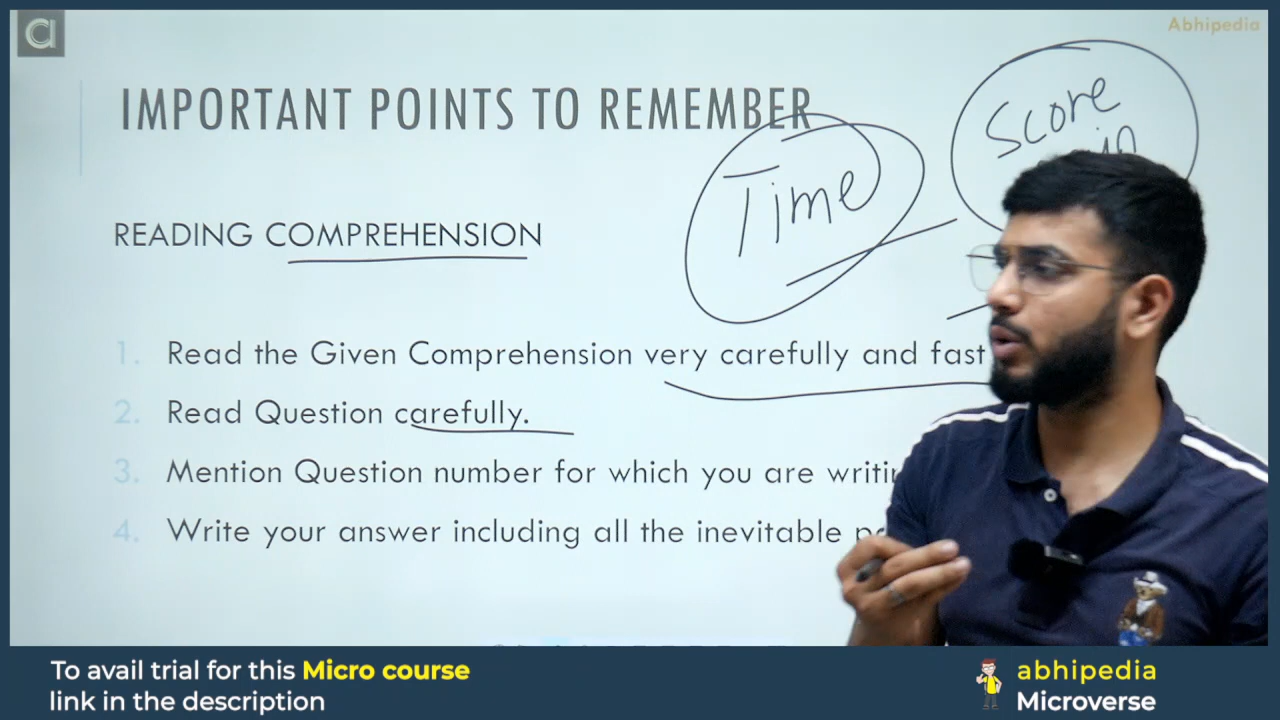 Abhipedia
IMPORTANT POINTS TO REMEMBER
Score
in
Time
READING COMPREHENSION
1. Read the Given Comprehension very carefully and fast
2. Read Question carefully.
3. Mention Question number for which you are
4. Write your answer including all the inevitable
To avail trial for this Micro course
link in the description
abhipedia
Microverse